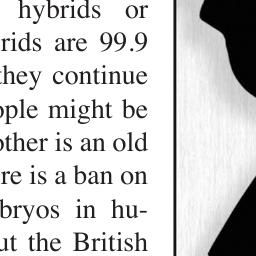 hybrids or
rids are 99.9
they continue
ople might be
other is an old
re is a ban on
bryos in hu-
ut the British